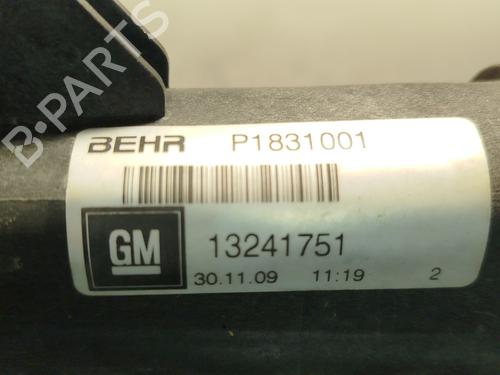 B-PARTS
BEHR P1831001
GM 13241751
30.11.09 11:19 2